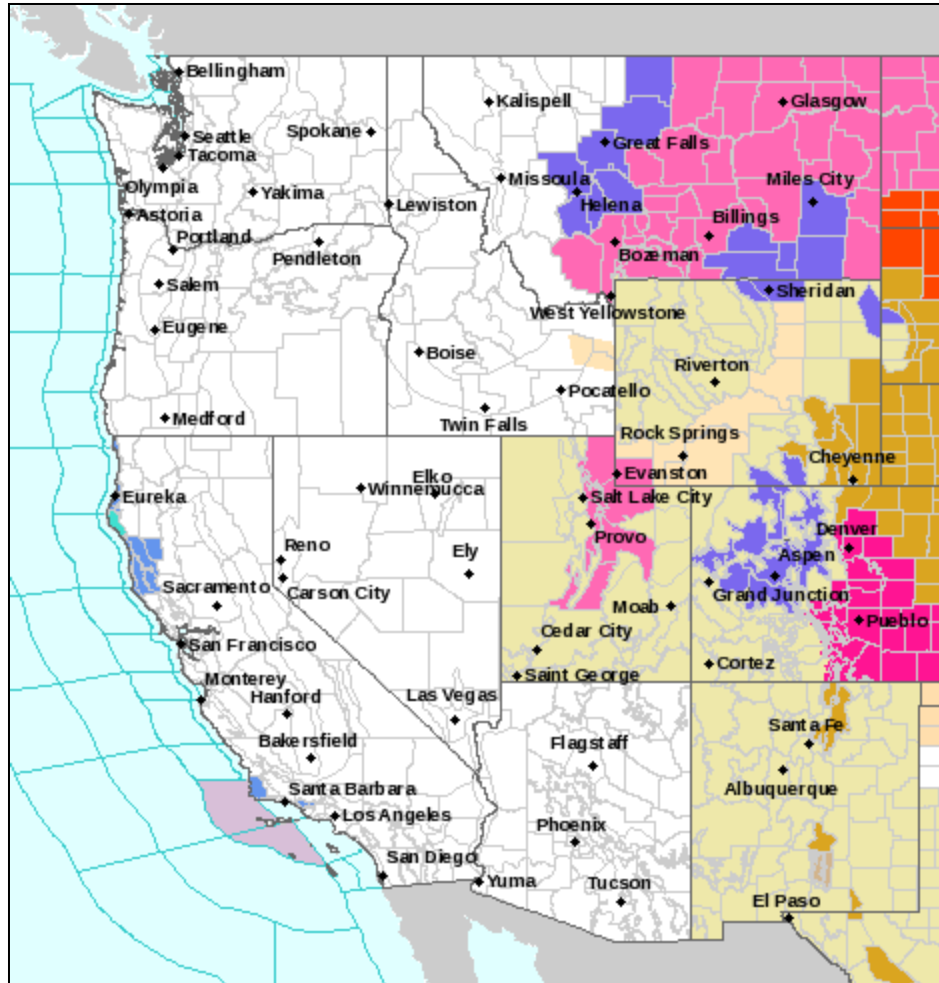 Bellingham
Kalispell
Glasgow
Seattle
Spokane
Great Falls
Tacoma
Missoula
Miles City
Olympia
Yakima
Lewiston
Helena
Astoria
Billings
Portland
Pendleton
Bozeman
Salem
Sheridan
West Yellowstone
Eugene
Boise
Riverton
Pocatello
Medford
Twin Falls
Rock Springs
Cheyenne
Elko
Evanston
Winnemucca
Eureka
Salt Lake City
Denver
Provo
Reno
Ely
Aspen
Sacramento
Carson City
Grand Junction
Moab
Pueblo
Cedar City
San Francisco
Cortez
Saint George
Monterey
Hanford
Las Vegas
Santa Fe
Bakersfield
Flagstaff
Santa Barbara
Albuquerque
Los Angeles
Phoenix
San Diego
Yuma
Tucson
El Paso